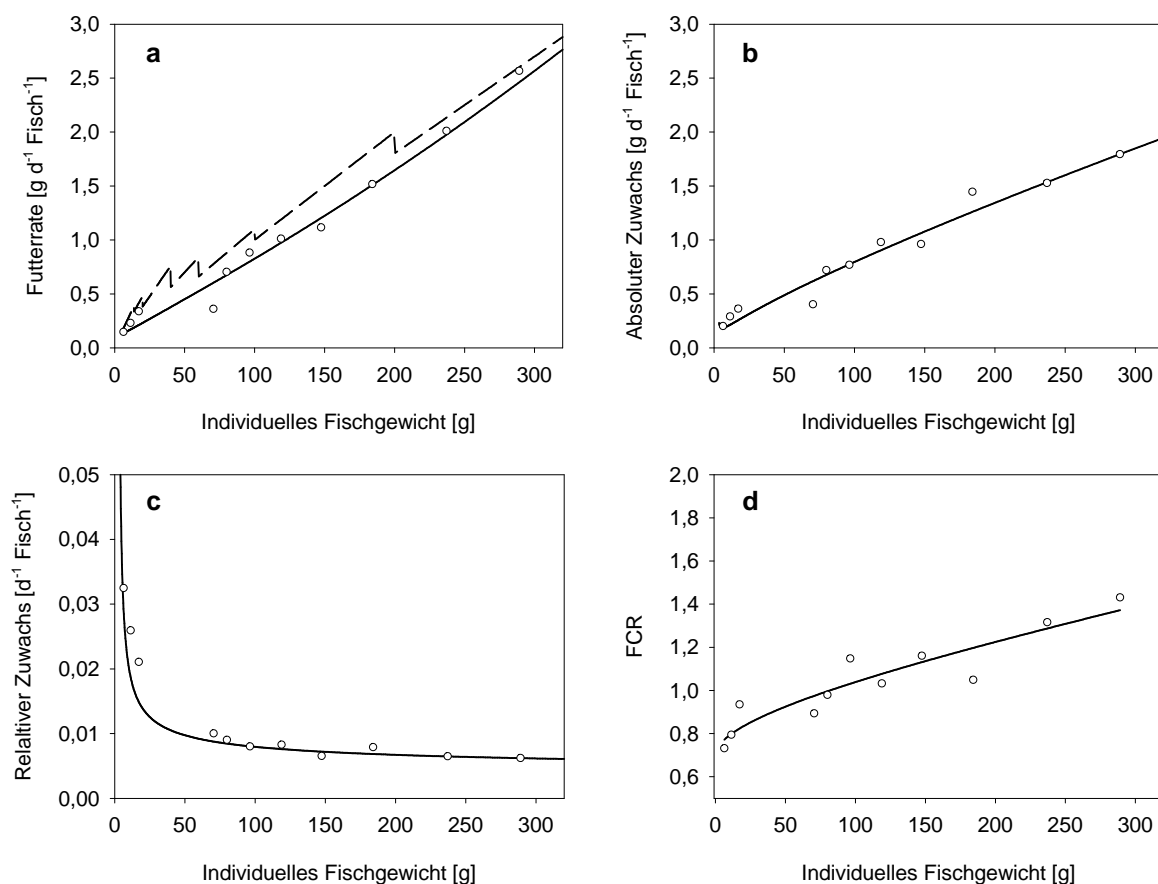 a
3,0
2,5
2,0
1,5
1,0
0,5
0,0
Futterrate [g d⁻¹ Fisch⁻¹]
0 50 100 150 200 250 300
Individuelles Fischgewicht [g]
b
3,0
2,5
2,0
1,5
1,0
0,5
0,0
Absoluter Zuwachs [g d⁻¹ Fisch⁻¹]
0 50 100 150 200 250 300
Individuelles Fischgewicht [g]
c
0,05
0,04
0,03
0,02
0,01
0,00
Relaltiver Zuwachs [d⁻¹ Fisch⁻¹]
0 50 100 150 200 250 300
Individuelles Fischgewicht [g]
d
2,0
1,8
1,6
1,4
1,2
1,0
0,8
0,6
FCR
0 50 100 150 200 250 300
Individuelles Fischgewicht [g]